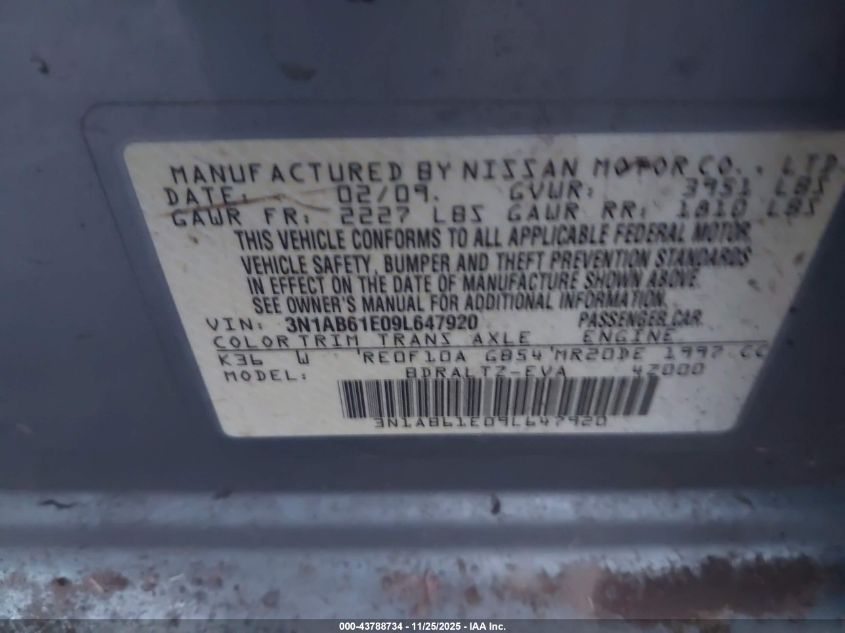 MANUFACTURED BY NISSAN MOTOR CO., LTD
DATE: 02/09. GVWR: 3951 LBS
GAWR FR: 2227 LBS GAWR RR: 1810 LBS
THIS VEHICLE CONFORMS TO ALL APPLICABLE FEDERAL MOTOR
VEHICLE SAFETY, BUMPER AND THEFT PREVENTION STANDARDS
IN EFFECT ON THE DATE OF MANUFACTURE SHOWN ABOVE.
SEE OWNER'S MANUAL FOR ADDITIONAL INFORMATION.
VIN: 3N1AB61E09L647920 PASSENGER CAR
COLOR TRIM TRANS AXLE ENGINE
K36 W RE0F10A GB54 MR20DE 1997 CC
MODEL: BDRALTZ-EVA 4Z000
3N1AB61E09L647920
000-43788734 - 11/25/2025 - IAA Inc.